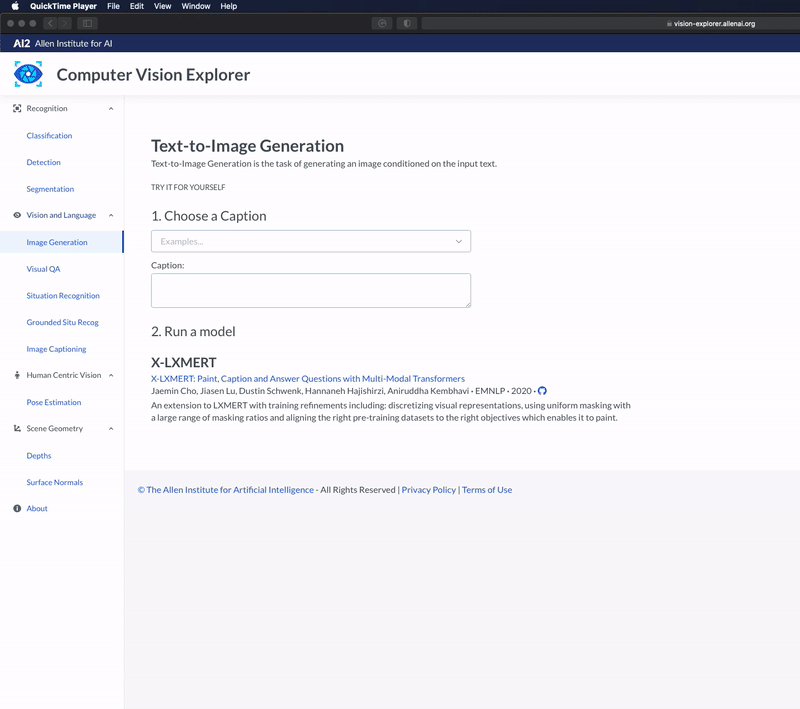 QuickTime Player File Edit View Window Help
vision-explorer.allenai.org
AI2 Allen Institute for AI
Computer Vision Explorer
Recognition
Classification
Detection
Segmentation
Vision and Language
Image Generation
Visual QA
Situation Recognition
Grounded Situ Recog
Image Captioning
Human Centric Vision
Pose Estimation
Scene Geometry
Depths
Surface Normals
About
Text-to-Image Generation
Text-to-Image Generation is the task of generating an image conditioned on the input text.
TRY IT FOR YOURSELF
1. Choose a Caption
Examples...
Caption:
2. Run a model
X-LXMERT
X-LXMERT: Paint, Caption and Answer Questions with Multi-Modal Transformers
Jaemin Cho, Jiasen Lu, Dustin Schwenk, Hannaneh Hajishirzi, Aniruddha Kembhavi • EMNLP • 2020 •
An extension to LXMERT with training refinements including: discretizing visual representations, using uniform masking with
a large range of masking ratios and aligning the right pre-training datasets to the right objectives which enables it to paint.
© The Allen Institute for Artificial Intelligence - All Rights Reserved | Privacy Policy | Terms of Use